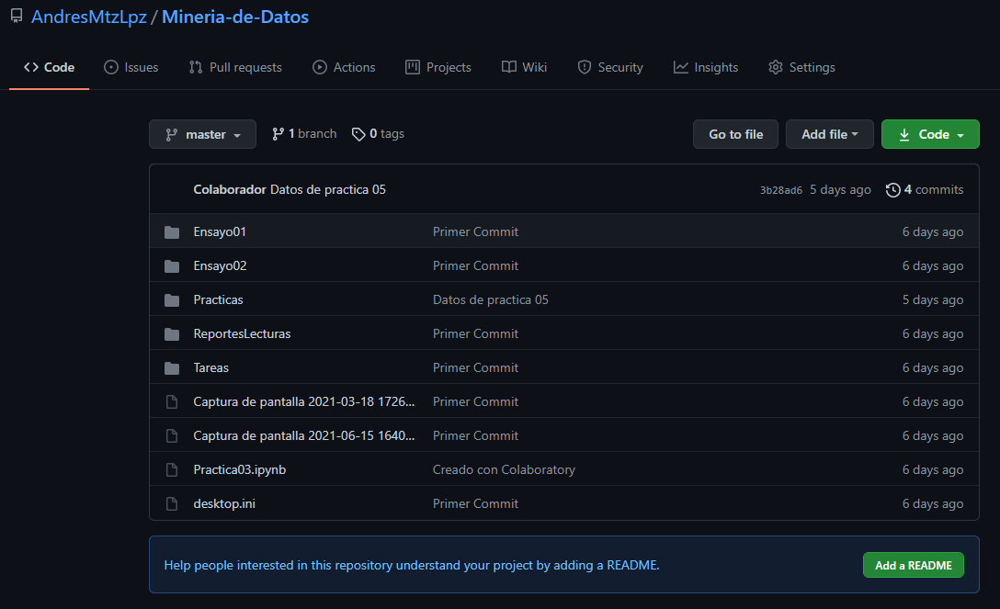 AndresMtzLpz / Mineria-de-Datos
Code Issues Pull requests Actions Projects Wiki Security Insights Settings
master 1 branch 0 tags Go to file Add file Code
Colaborador Datos de practica 05 3b28ad6 5 days ago 4 commits
Ensayo01 Primer Commit 6 days ago
Ensayo02 Primer Commit 6 days ago
Practicas Datos de practica 05 5 days ago
ReportesLecturas Primer Commit 6 days ago
Tareas Primer Commit 6 days ago
Captura de pantalla 2021-03-18 1726... Primer Commit 6 days ago
Captura de pantalla 2021-06-15 1640... Primer Commit 6 days ago
Practica03.ipynb Creado con Colaboratory 6 days ago
desktop.ini Primer Commit 6 days ago
Help people interested in this repository understand your project by adding a README. Add a README